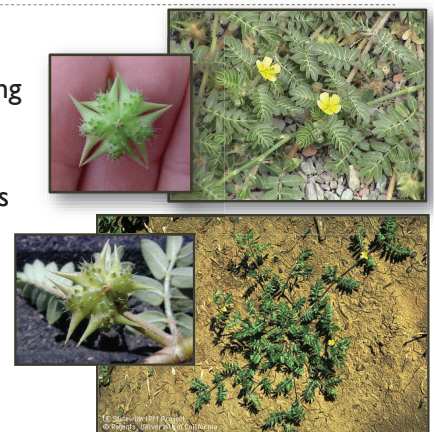 ng
s
UC Statewide IPM Project
© Regents, University of California